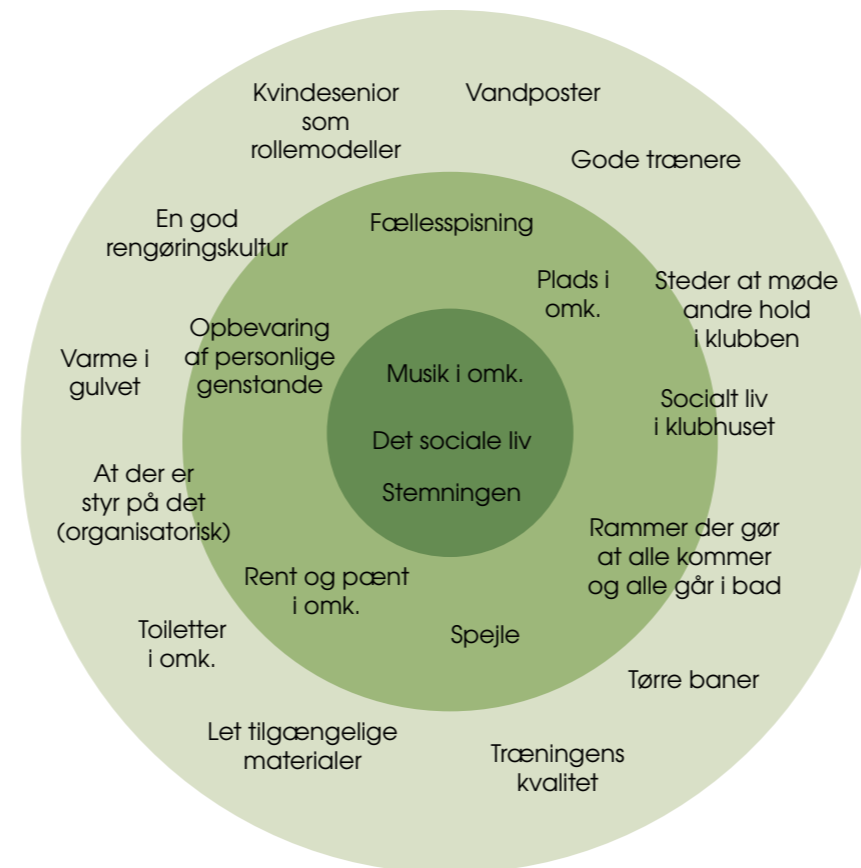 Kvindesenior
som
rollemodeller
Vandposter
Gode trænere
En god
rengøringskultur
Fællesspisning
Plads i
omk.
Steder at møde
andre hold
i klubben
Opbevaring
af personlige
genstande
Varme i
gulvet
Musik i omk.
Socialt liv
i klubhuset
Det sociale liv
At der er
styr på det
(organisatorisk)
Stemningen
Rammer der gør
at alle kommer
og alle går i bad
Rent og pænt
i omk.
Toiletter
i omk.
Spejle
Tørre baner
Let tilgængelige
materialer
Træningens
kvalitet